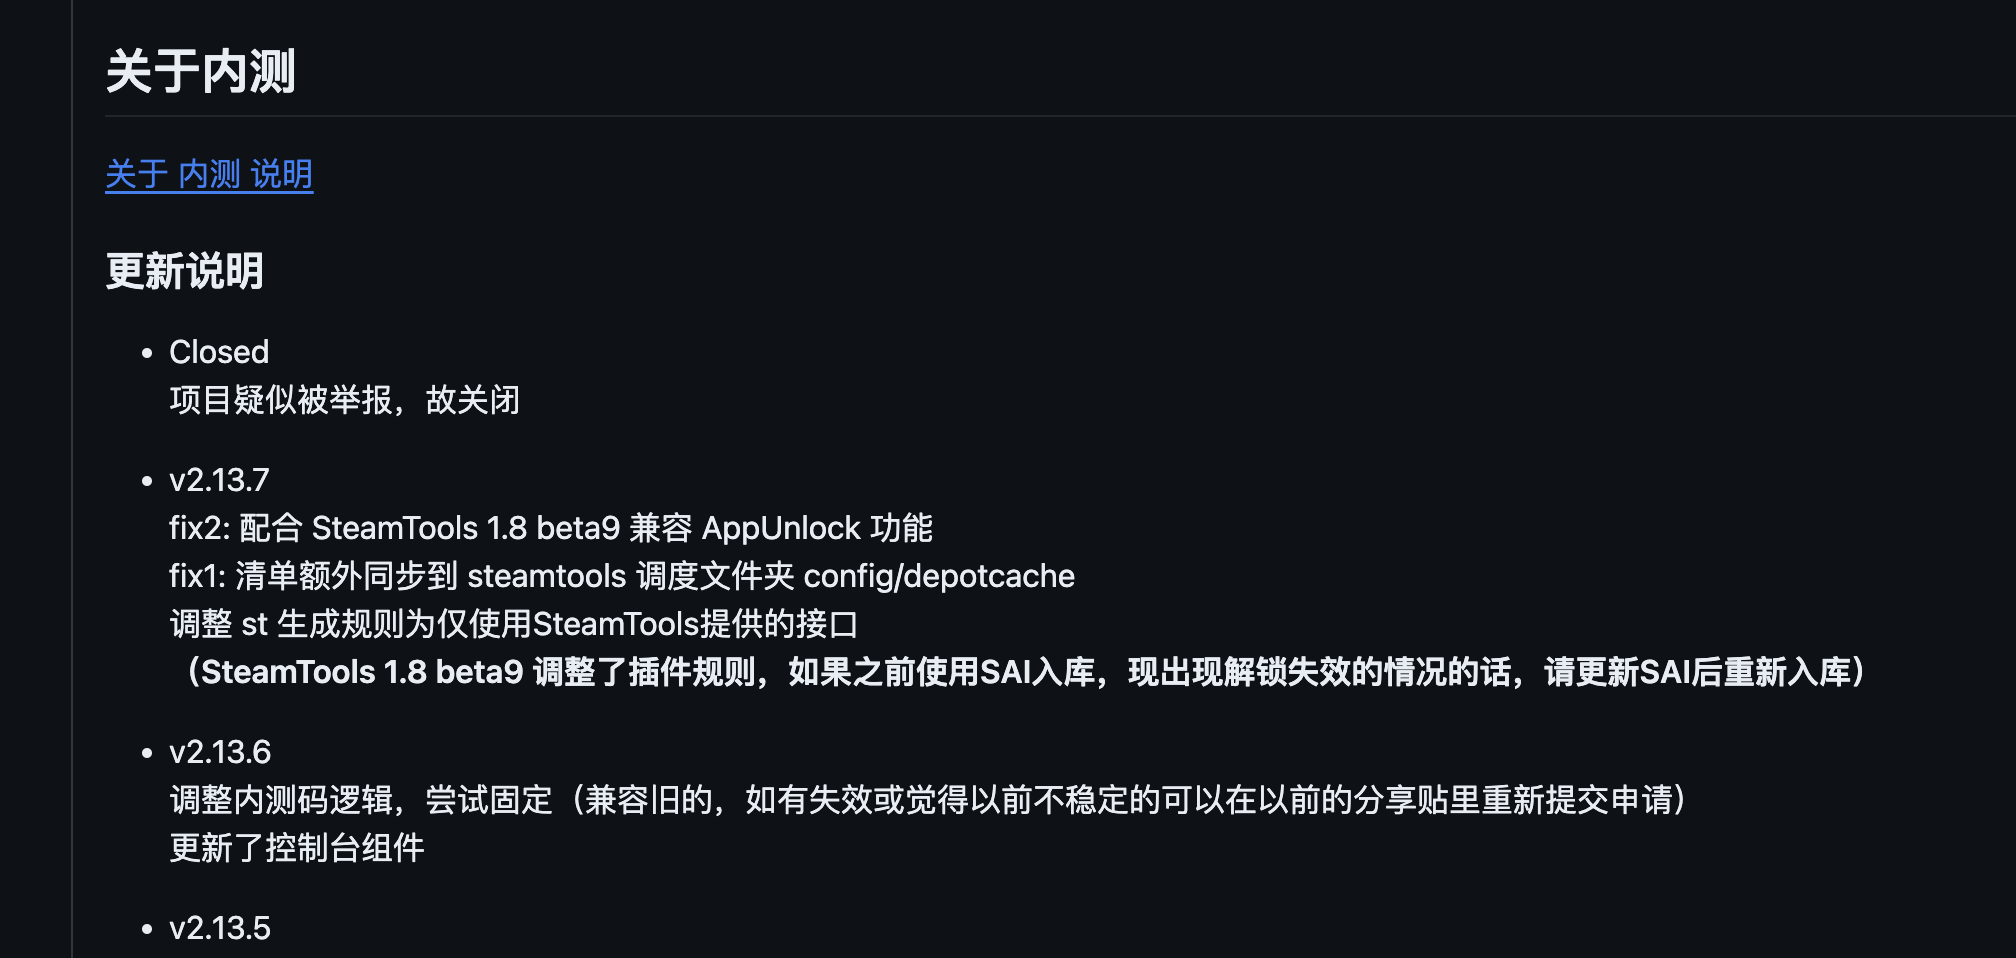 关于内测
关于 内测 说明
更新说明
Closed
项目疑似被举报，故关闭
v2.13.7
fix2: 配合 SteamTools 1.8 beta9 兼容 AppUnlock 功能
fix1: 清单额外同步到 steamtools 调度文件夹 config/depotcache
调整 st 生成规则为仅使用SteamTools提供的接口
（SteamTools 1.8 beta9 调整了插件规则，如果之前使用SAI入库，现出现解锁失效的情况的话，请更新SAI后重新入库）
v2.13.6
调整内测码逻辑，尝试固定（兼容旧的，如有失效或觉得以前不稳定的可以在以前的分享贴里重新提交申请）
更新了控制台组件
v2.13.5